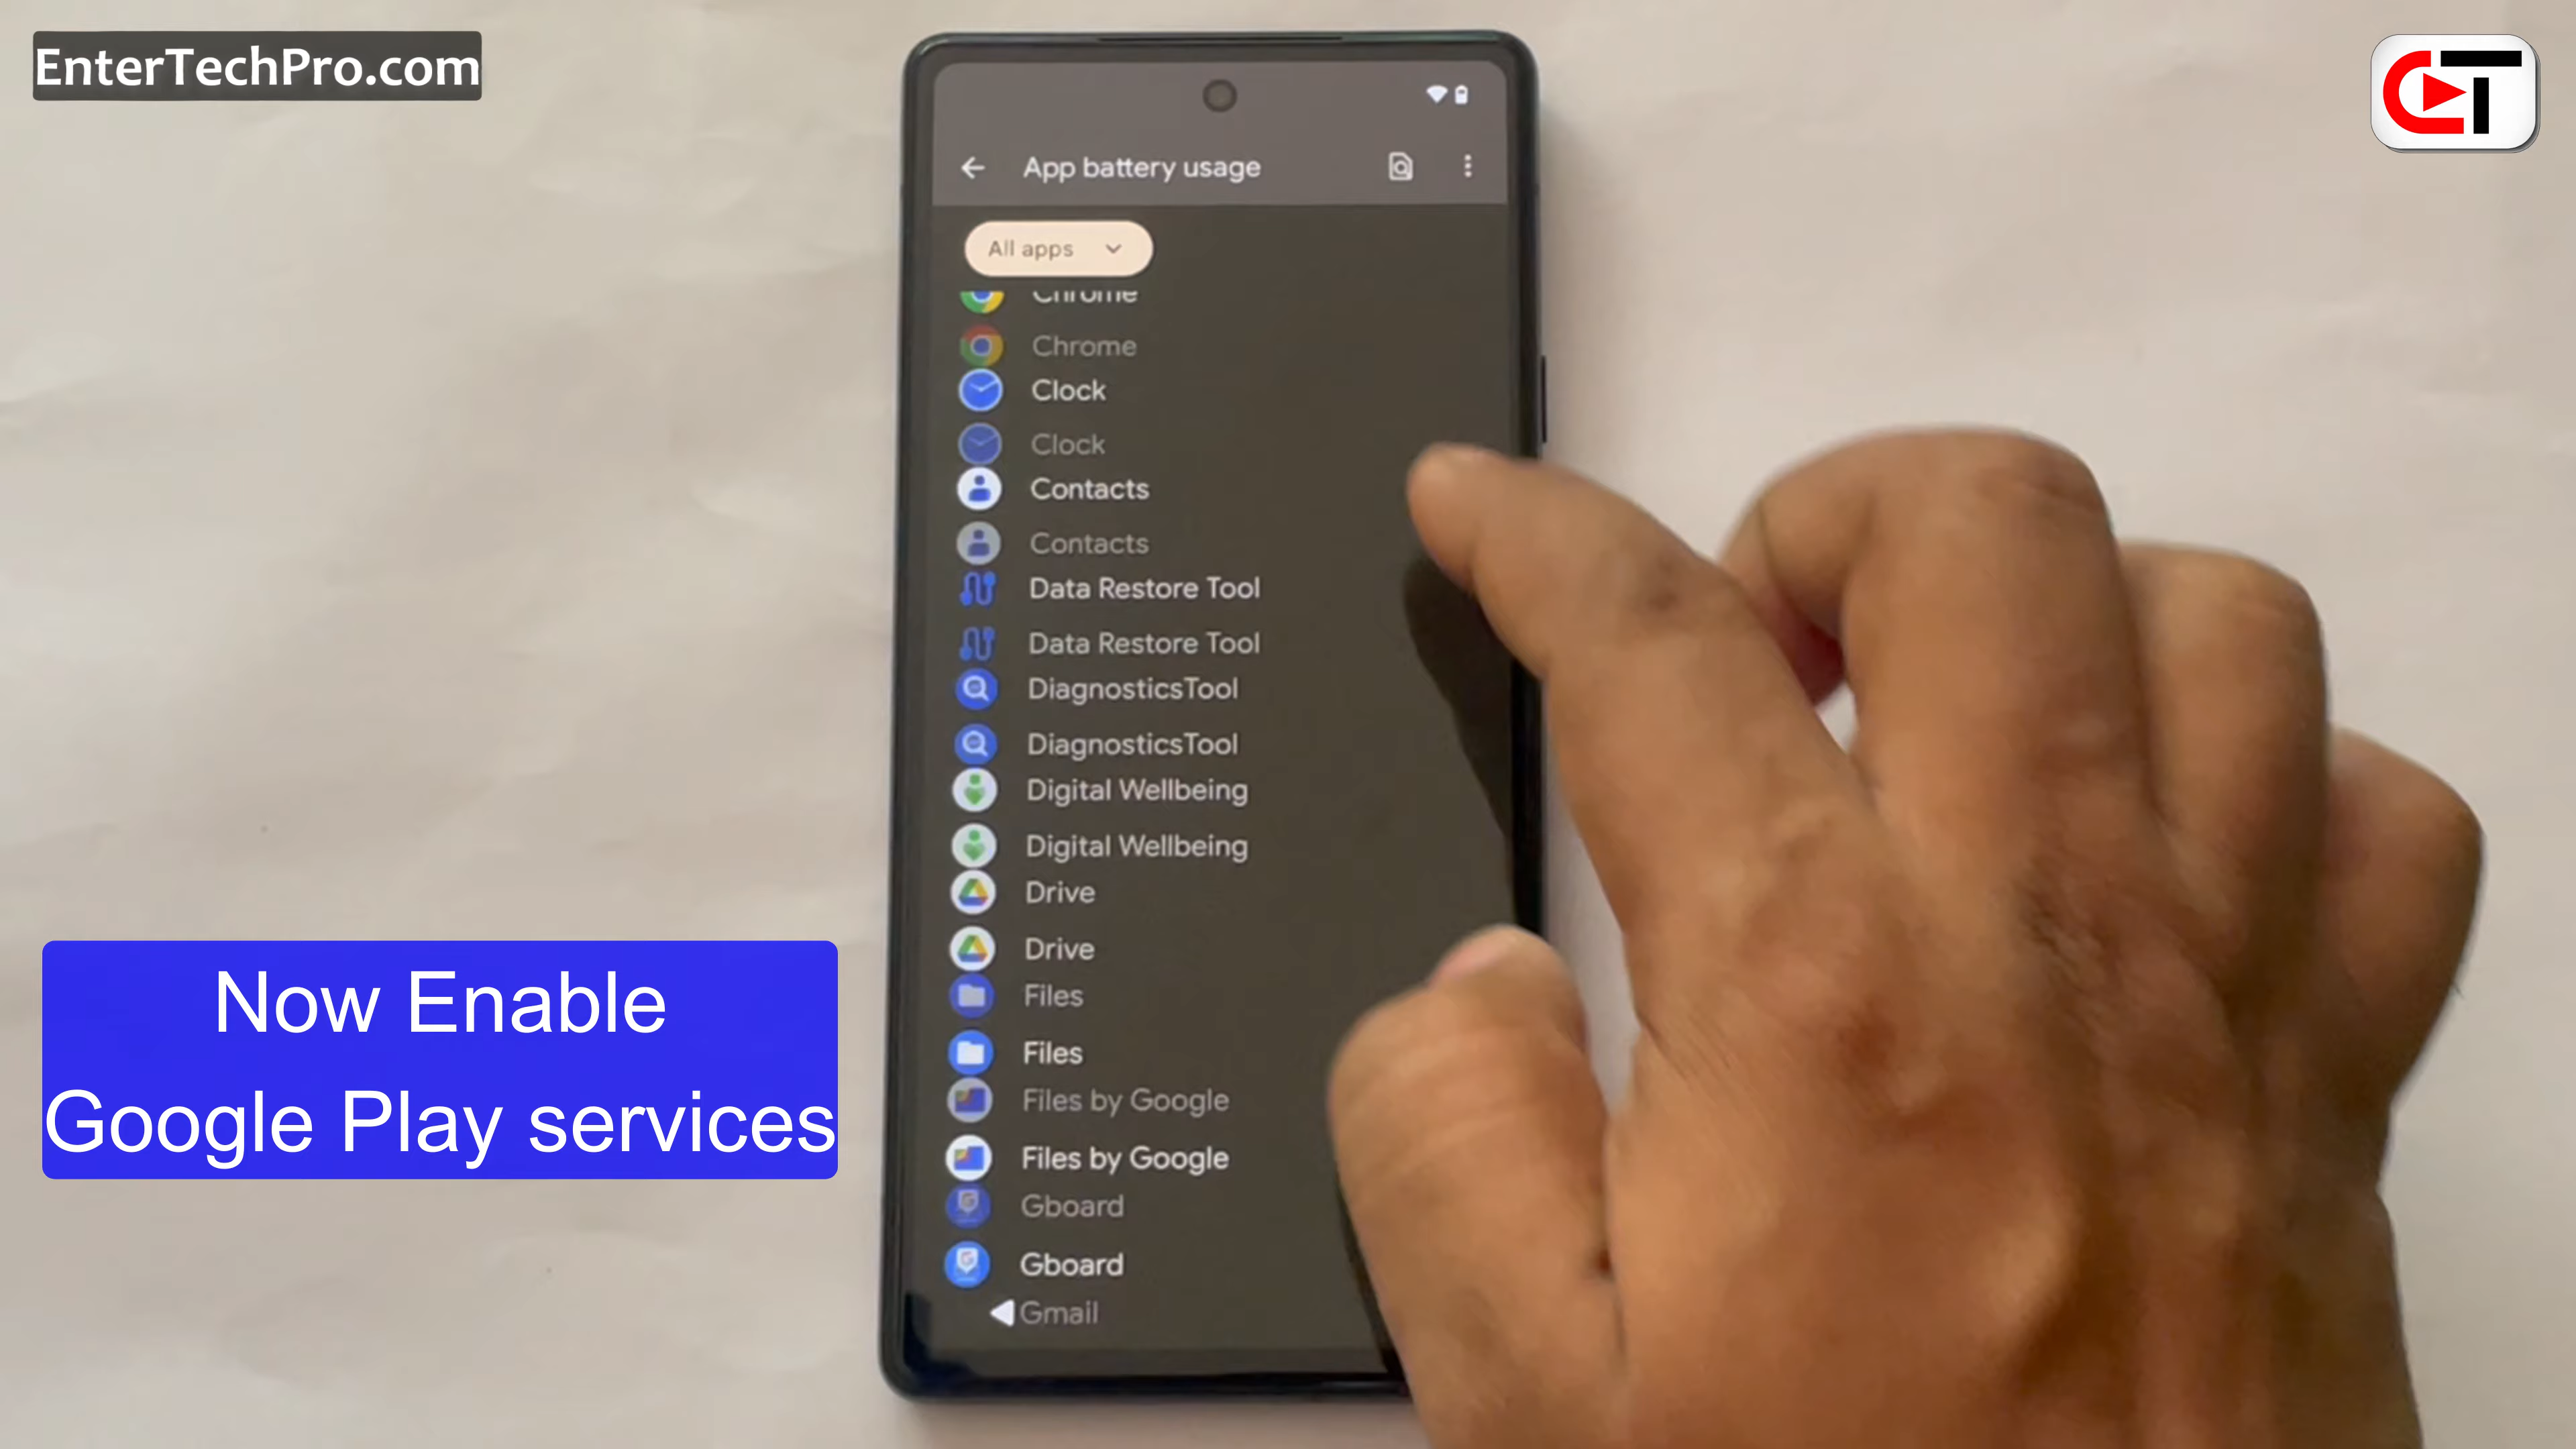 EnterTechPro.com
CT
App battery usage
All apps
Chrome
Chrome
Clock
Clock
Contacts
Contacts
Data Restore Tool
Data Restore Tool
DiagnosticsTool
DiagnosticsTool
Digital Wellbeing
Digital Wellbeing
Drive
Drive
Files
Files
Files by Google
Files by Google
Gboard
Gboard
Gmail
Now Enable
Google Play services